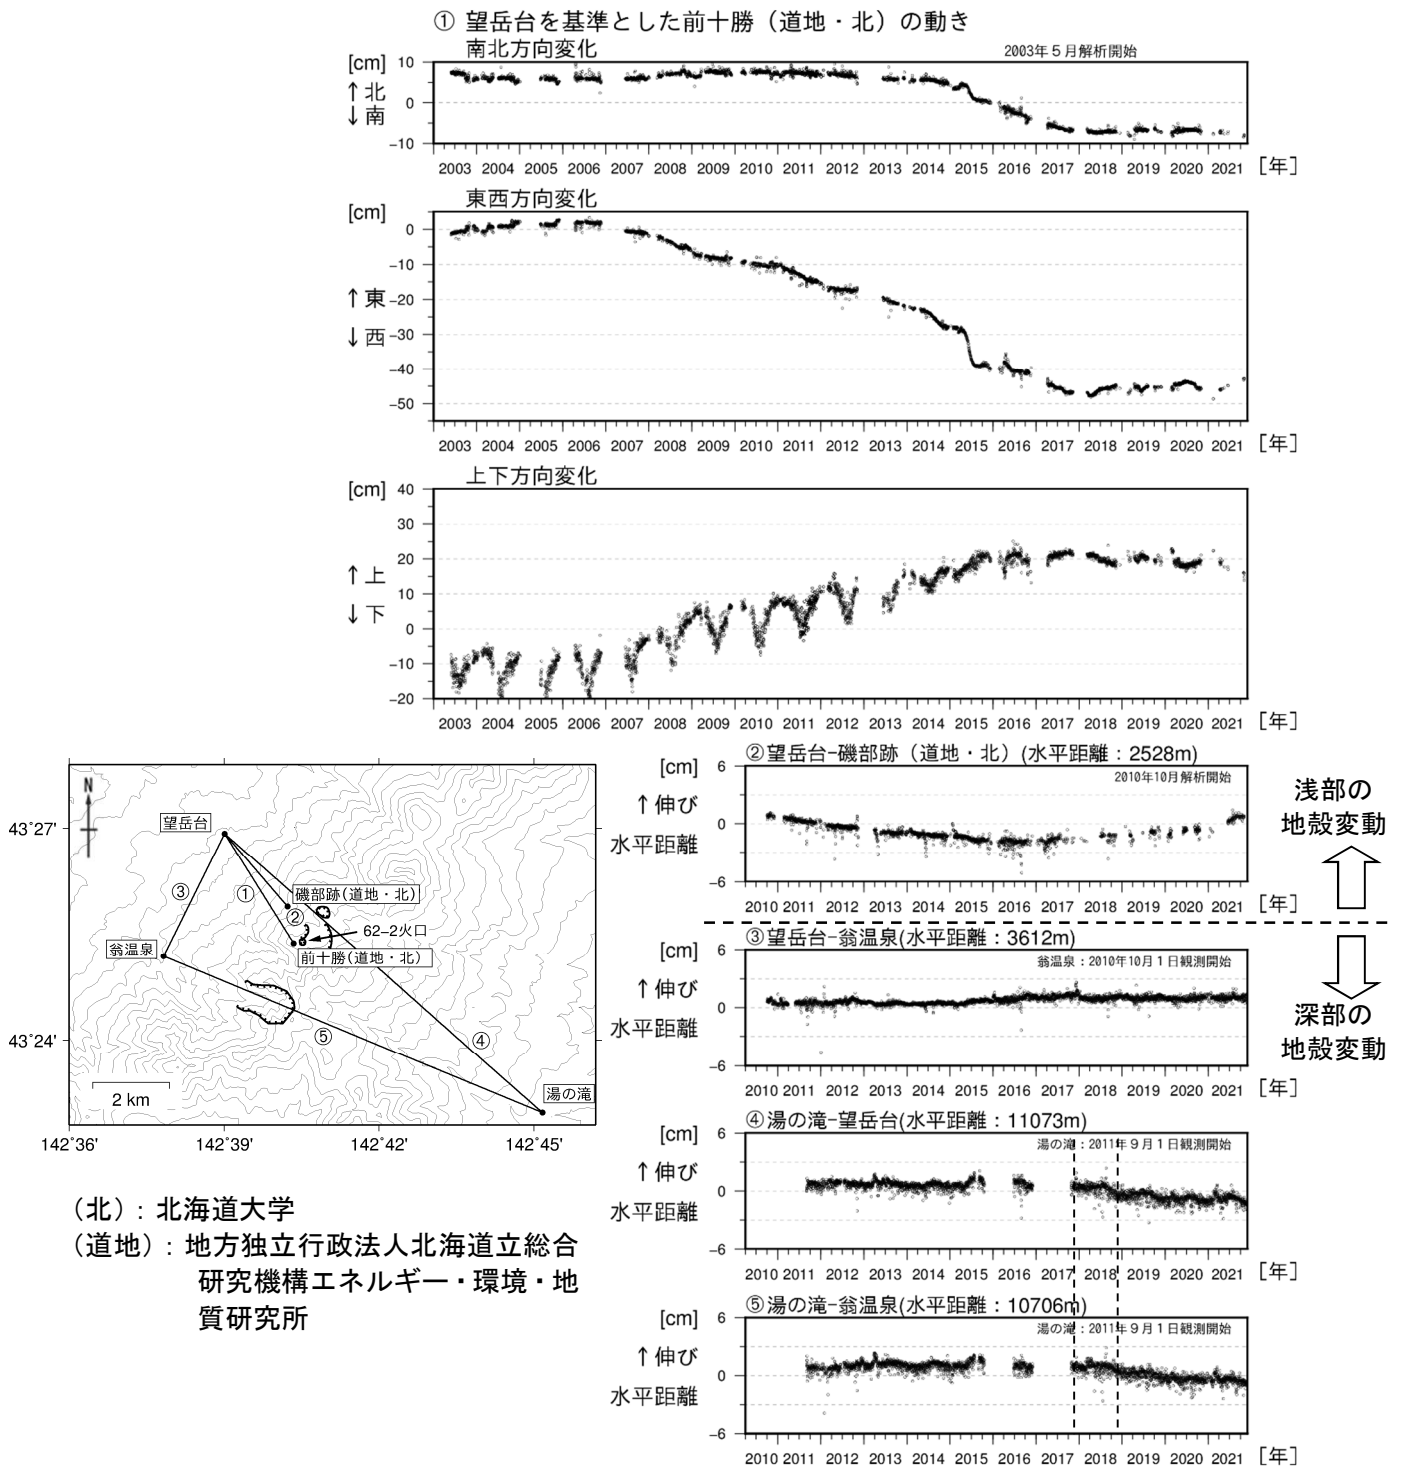 ① 望岳台を基準とした前十勝（道地・北）の動き
南北方向変化
2003年５月解析開始
[cm]
↑北
↓南
10
0
−10
2003 2004 2005 2006 2007 2008 2009 2010 2011 2012 2013 2014 2015 2016 2017 2018 2019 2020 2021 ［年］
東西方向変化
[cm]
↑東
↓西
0
−10
−20
−30
−40
−50
2003 2004 2005 2006 2007 2008 2009 2010 2011 2012 2013 2014 2015 2016 2017 2018 2019 2020 2021 ［年］
上下方向変化
[cm]
↑上
↓下
40
30
20
10
0
−10
−20
2003 2004 2005 2006 2007 2008 2009 2010 2011 2012 2013 2014 2015 2016 2017 2018 2019 2020 2021 ［年］
②望岳台−磯部跡（道地・北）(水平距離：2528m)
2010年10月解析開始
[cm]
↑伸び
水平距離
6
0
−6
2010 2011 2012 2013 2014 2015 2016 2017 2018 2019 2020 2021 ［年］
浅部の
地殻変動
③望岳台−翁温泉(水平距離：3612m)
翁温泉：2010年10月１日観測開始
[cm]
↑伸び
水平距離
6
0
−6
2010 2011 2012 2013 2014 2015 2016 2017 2018 2019 2020 2021 ［年］
深部の
地殻変動
④湯の滝−望岳台(水平距離：11073m)
湯の滝：2011年９月１日観測開始
[cm]
↑伸び
水平距離
6
0
−6
2010 2011 2012 2013 2014 2015 2016 2017 2018 2019 2020 2021 ［年］
⑤湯の滝−翁温泉(水平距離：10706m)
湯の滝：2011年９月１日観測開始
[cm]
↑伸び
水平距離
6
0
−6
2010 2011 2012 2013 2014 2015 2016 2017 2018 2019 2020 2021 ［年］
N
43˚27'
43˚24'
望岳台
③
①
②
磯部跡(道地・北)
62−2火口
前十勝(道地・北)
翁温泉
⑤
④
湯の滝
2 km
142˚36' 142˚39' 142˚42' 142˚45'
（北）：北海道大学
（道地）：地方独立行政法人北海道立総合
研究機構エネルギー・環境・地
質研究所